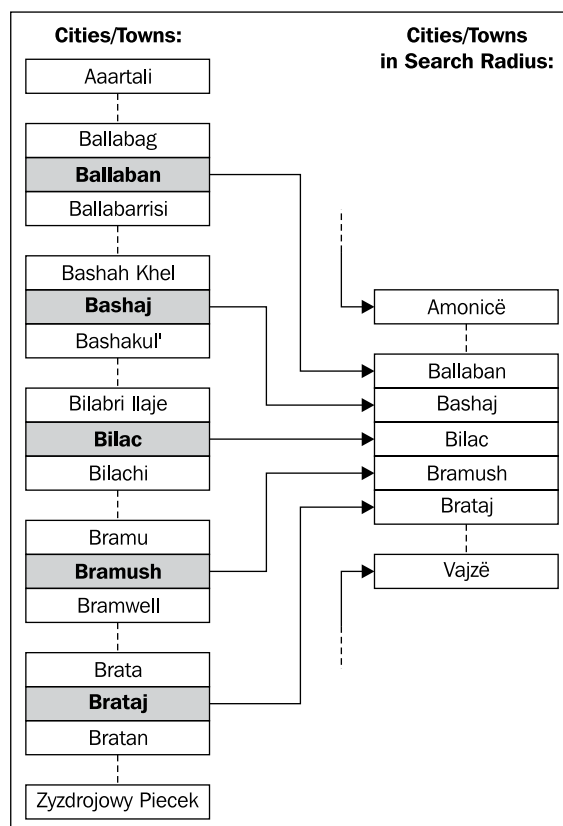 Cities/Towns:
Aaartali
Ballabag
Ballaban
Ballabarrisi
Bashah Khel
Bashaj
Bashakul'
Bilabri Ilaje
Bilac
Bilachi
Bramu
Bramush
Bramwell
Brata
Brataj
Bratan
Zyzdrojowy Piecek
Cities/Towns
in Search Radius:
Amonicë
Ballaban
Bashaj
Bilac
Bramush
Brataj
Vajzë